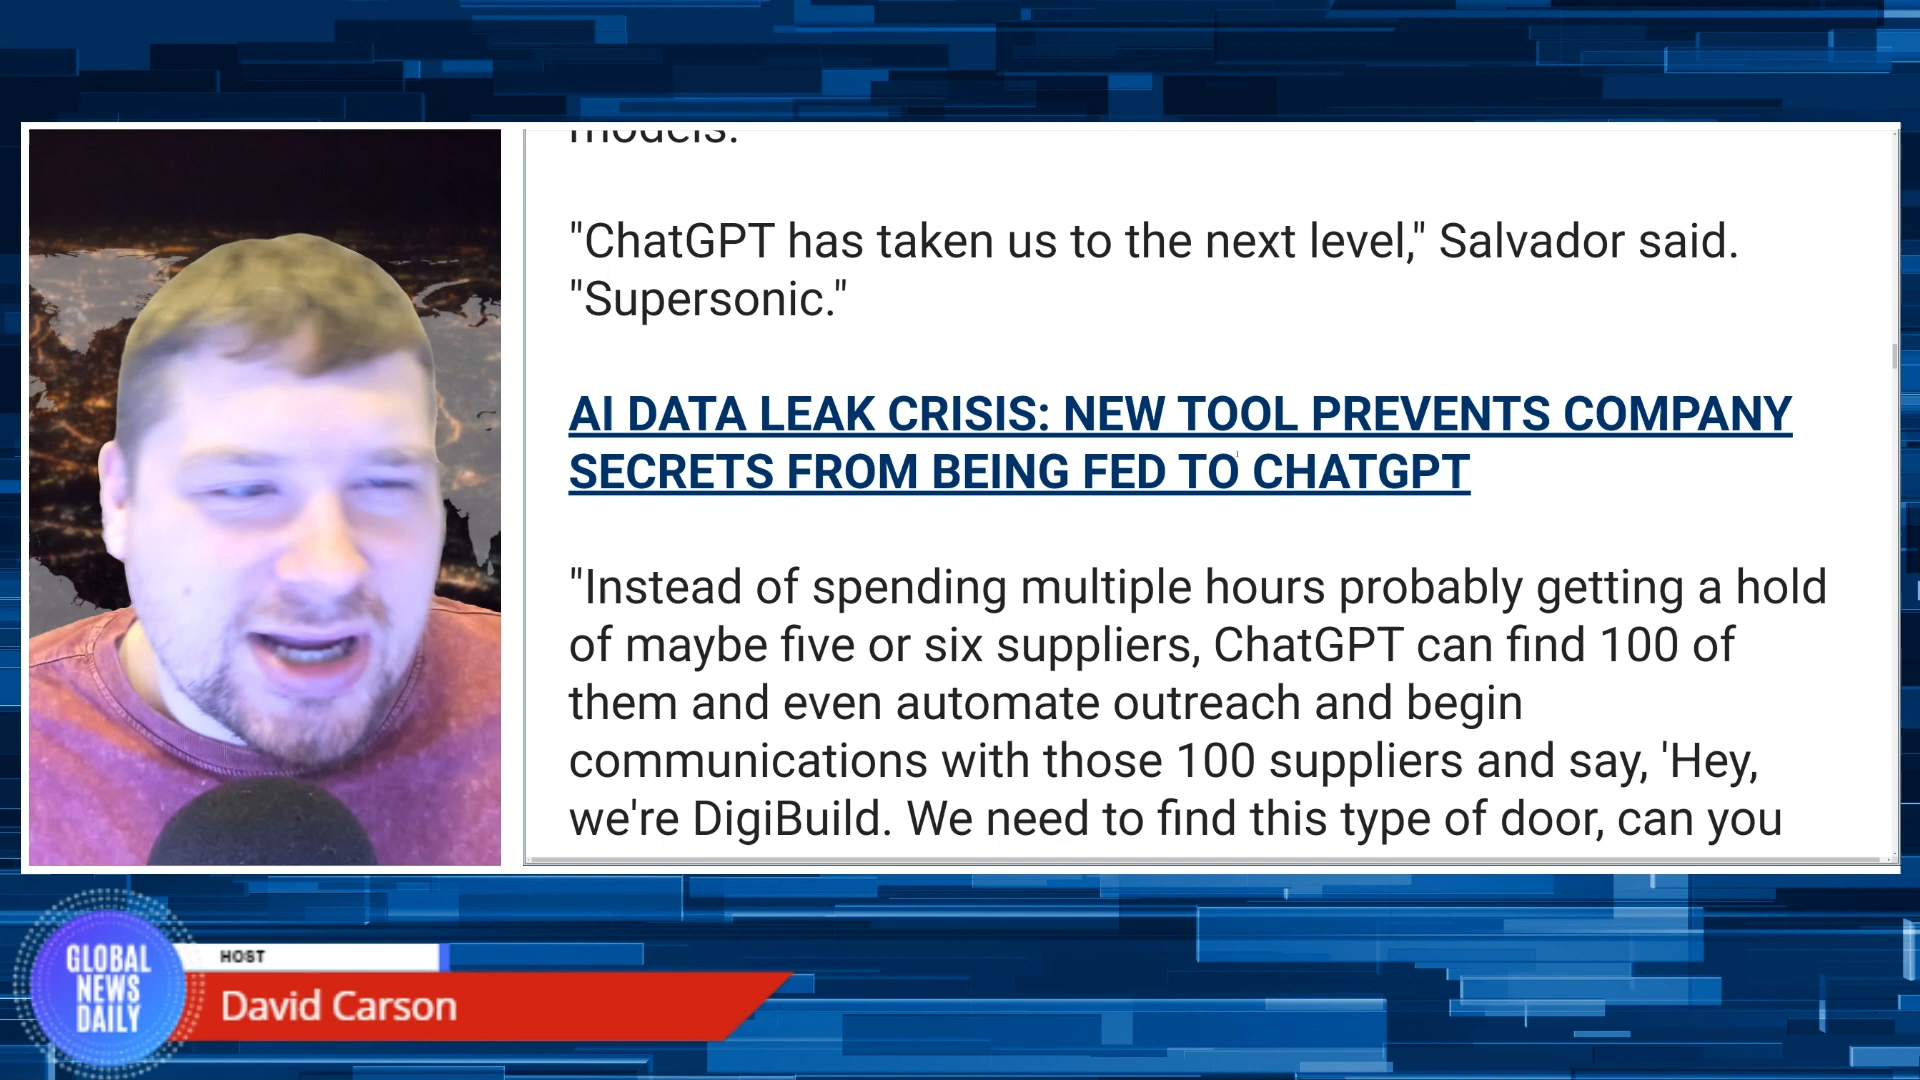 models.
"ChatGPT has taken us to the next level," Salvador said.
"Supersonic."
AI DATA LEAK CRISIS: NEW TOOL PREVENTS COMPANY
SECRETS FROM BEING FED TO CHATGPT
"Instead of spending multiple hours probably getting a hold
of maybe five or six suppliers, ChatGPT can find 100 of
them and even automate outreach and begin
communications with those 100 suppliers and say, 'Hey,
we're DigiBuild. We need to find this type of door, can you
GLOBAL
NEWS
DAILY
HOST
David Carson